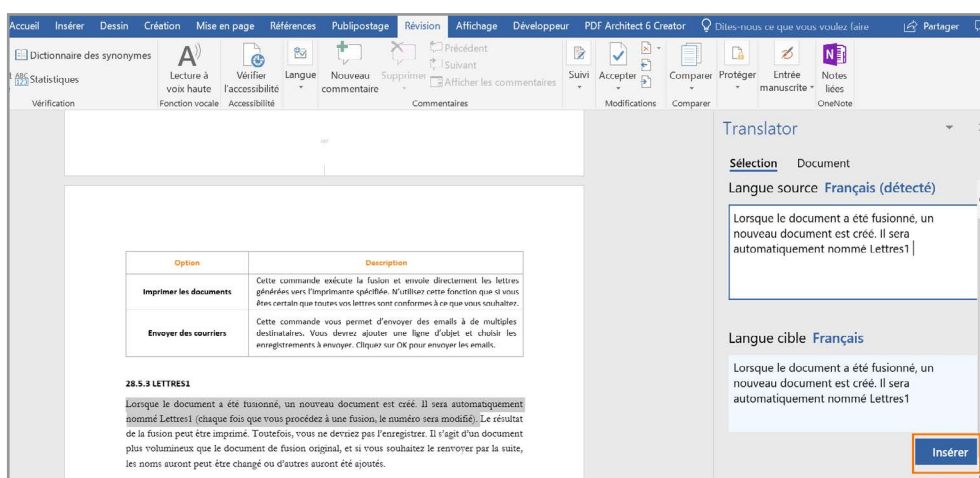 Accueil Insérer Dessin Création Mise en page Références Publipostage Révision Affichage Développeur PDF Architect 6 Creator Dites-nous ce que vous voulez faire Partager
Dictionnaire des synonymes
ABC 123 Statistiques
Vérification
A
Lecture à voix haute
Fonction vocale
Vérifier l'accessibilité
Accessibilité
Langue
Nouveau commentaire
Supprimer
Précédent
Suivant
Afficher les commentaires
Commentaires
Suivi
Accepter
Modifications
Comparer
Comparer
Protéger
Entrée manuscrite
N
Notes liées
OneNote
Option Description
Imprimer les documents
Cette commande exécute la fusion et envoie directement les lettres
générées vers l'imprimante spécifiée. N'utilisez cette fonction que si vous
êtes certain que toutes vos lettres sont conformes à ce que vous souhaitez.
Envoyer des courriers
Cette commande vous permet d'envoyer des emails à de multiples
destinataires. Vous devrez ajouter une ligne d'objet et choisir les
enregistrements à envoyer. Cliquez sur OK pour envoyer les emails.
28.5.3 LETTRES1
Lorsque le document a été fusionné, un nouveau document est créé. Il sera automatiquement
nommé Lettres1 (chaque fois que vous procédez à une fusion, le numéro sera modifié). Le résultat
de la fusion peut être imprimé. Toutefois, vous ne devriez pas l'enregistrer. Il s'agit d'un document
plus volumineux que le document de fusion original, et si vous souhaitez le renvoyer par la suite,
les noms auront peut être changé ou d'autres auront été ajoutés.
Translator
Sélection Document
Langue source Français (détecté)
Lorsque le document a été fusionné, un
nouveau document est créé. Il sera
automatiquement nommé Lettres1
Langue cible Français
Lorsque le document a été fusionné, un
nouveau document est créé. Il sera
automatiquement nommé Lettres1
Insérer